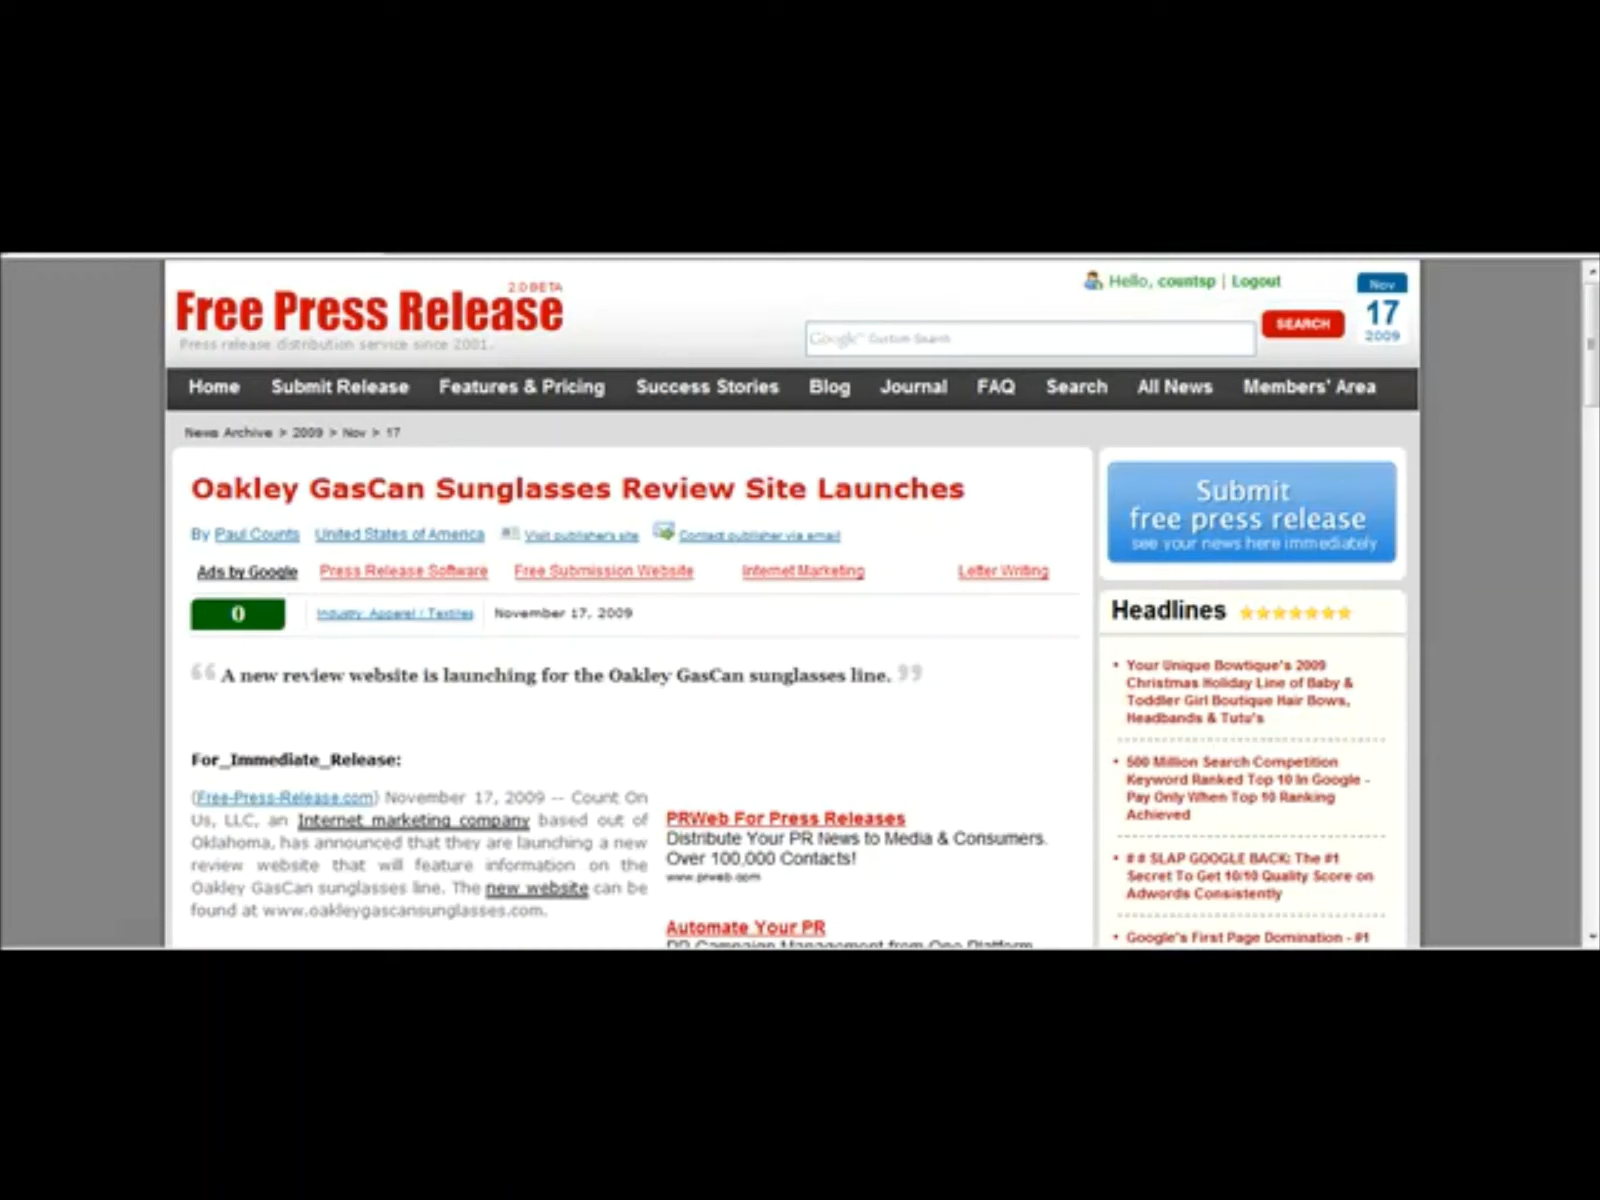 2.0 BETA
Free Press Release
Press release distribution service since 2001.
Hello, countsp | Logout
Google™ Custom Search
SEARCH
Nov
17
2009
Home Submit Release Features & Pricing Success Stories Blog Journal FAQ Search All News Members' Area
News Archive > 2009 > Nov > 17
Oakley GasCan Sunglasses Review Site Launches
By Paul Counts United States of America Visit publishers site Contact publisher via email
Ads by Google Press Release Software Free Submission Website Internet Marketing Letter Writing
0 Industry: Apparel / Textiles November 17, 2009
“ A new review website is launching for the Oakley GasCan sunglasses line. ”
For_Immediate_Release:
(Free-Press-Release.com) November 17, 2009 -- Count On
Us, LLC, an Internet marketing company based out of
Oklahoma, has announced that they are launching a new
review website that will feature information on the
Oakley GasCan sunglasses line. The new website can be
found at www.oakleygascansunglasses.com.
PRWeb For Press Releases
Distribute Your PR News to Media & Consumers.
Over 100,000 Contacts!
www.prweb.com
Automate Your PR
PR Campaign Management from One Platform
Submit
free press release
see your news here immediately
Headlines
• Your Unique Bowtique's 2009
Christmas Holiday Line of Baby &
Toddler Girl Boutique Hair Bows,
Headbands & Tutu's
• 500 Million Search Competition
Keyword Ranked Top 10 In Google -
Pay Only When Top 10 Ranking
Achieved
• # # SLAP GOOGLE BACK: The #1
Secret To Get 10/10 Quality Score on
Adwords Consistently
• Google's First Page Domination - #1